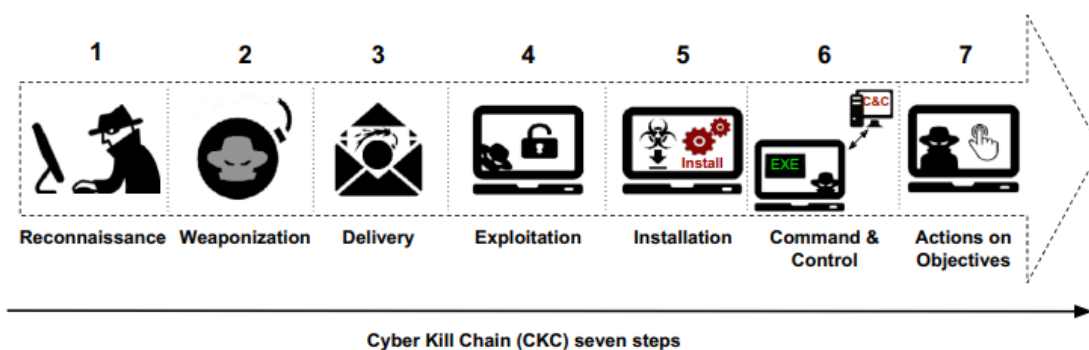 1 2 3 4 5 6 7
C&C
Install
EXE
Reconnaissance Weaponization Delivery Exploitation Installation Command & Control Actions on Objectives
Cyber Kill Chain (CKC) seven steps